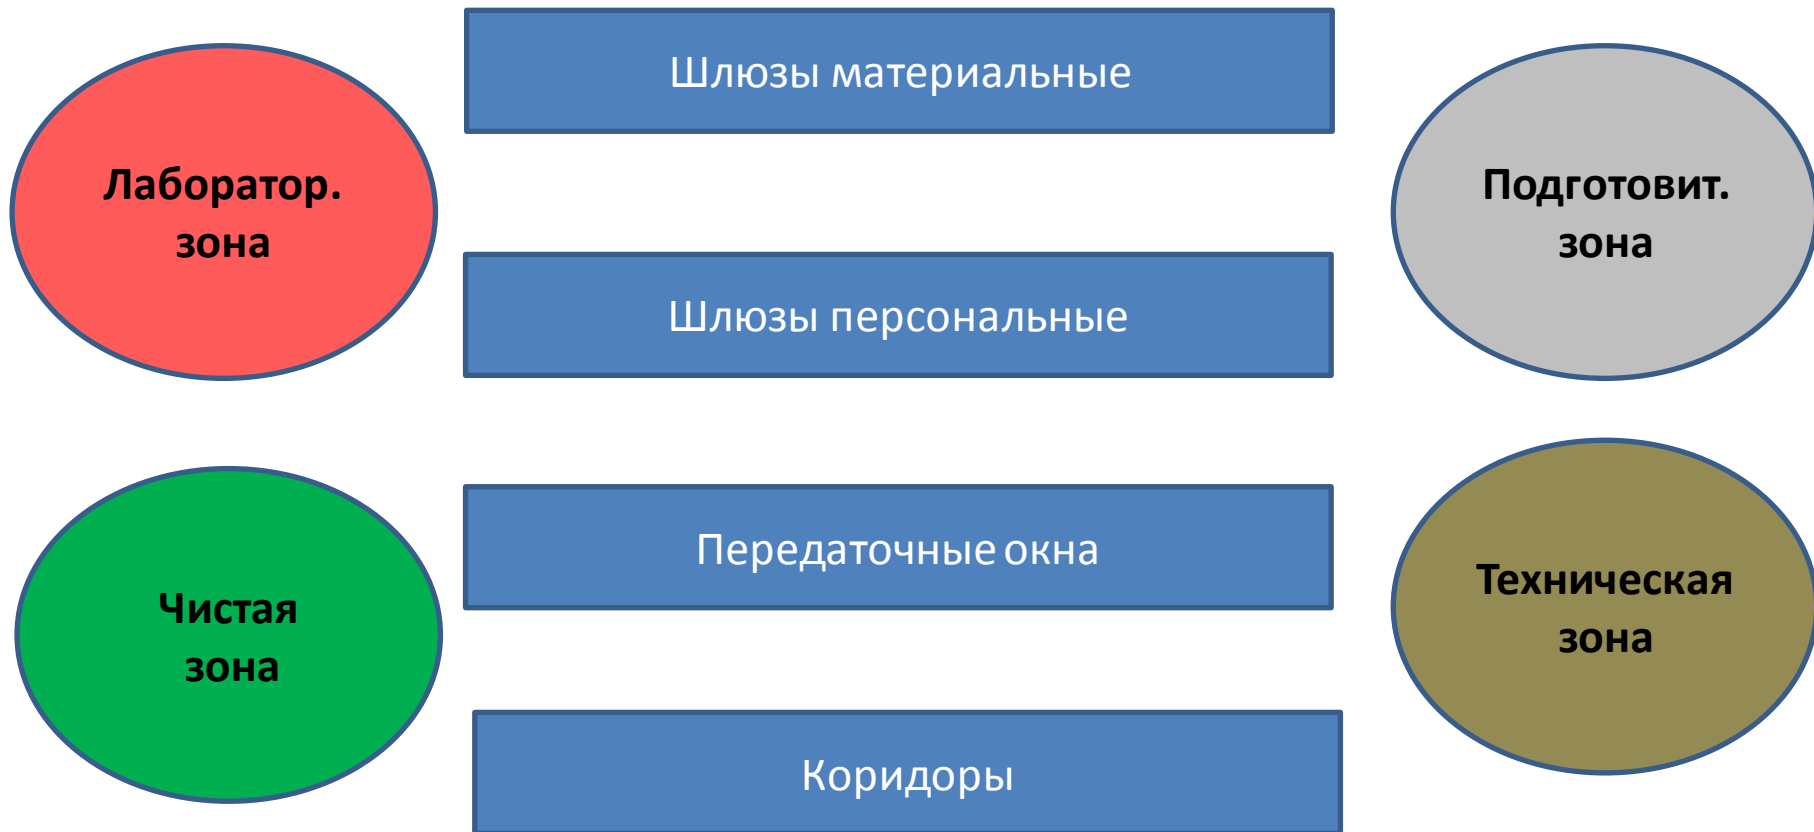 Шлюзы материальные
Лаборатор.
зона
Подготовит.
зона
Шлюзы персональные
Передаточные окна
Чистая
зона
Техническая
зона
Коридоры